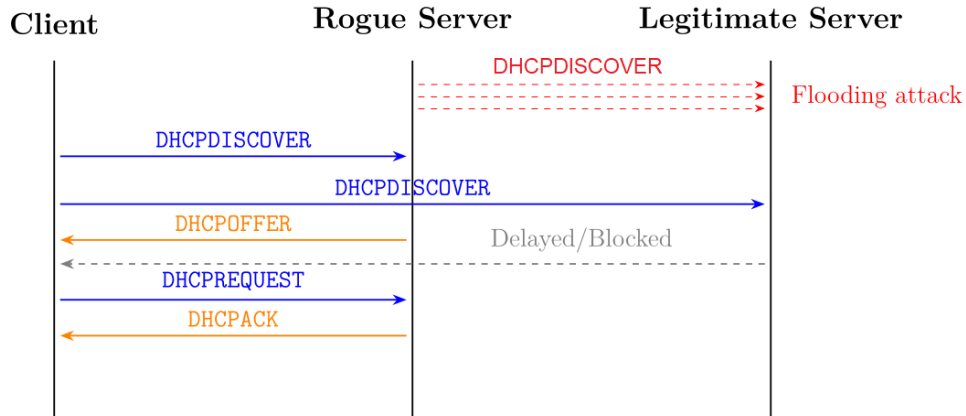 Client
Rogue Server
Legitimate Server
DHCPDISCOVER
Flooding attack
DHCPDISCOVER
DHCPDISCOVER
DHCPOFFER
Delayed/Blocked
DHCPREQUEST
DHCPACK